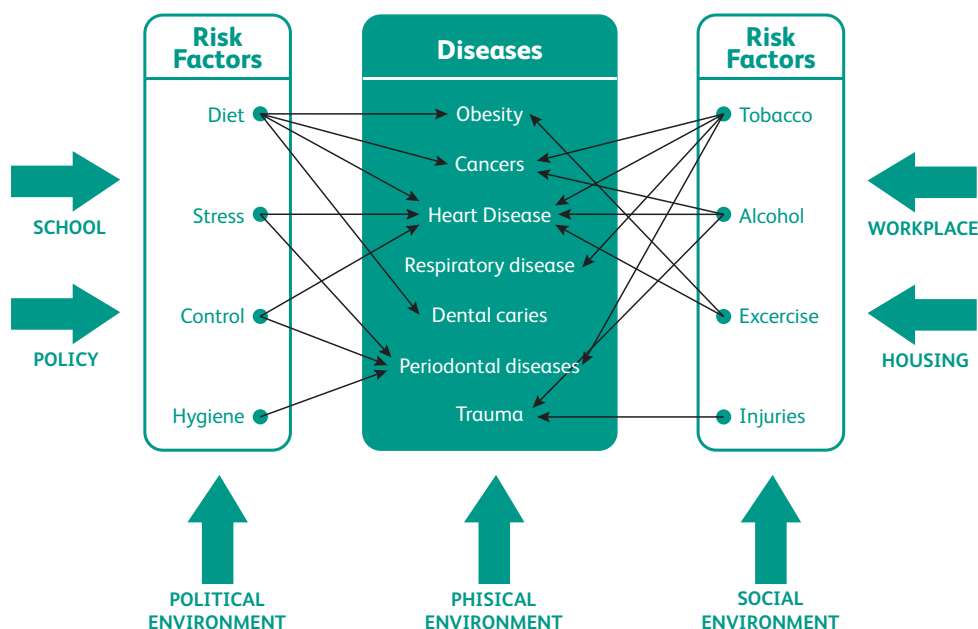 Risk
Factors
Diet
Stress
Control
Hygiene
Diseases
Obesity
Cancers
Heart Disease
Respiratory disease
Dental caries
Periodontal diseases
Trauma
Risk
Factors
Tobacco
Alcohol
Excercise
Injuries
SCHOOL
POLICY
WORKPLACE
HOUSING
POLITICAL
ENVIRONMENT
PHISICAL
ENVIRONMENT
SOCIAL
ENVIRONMENT